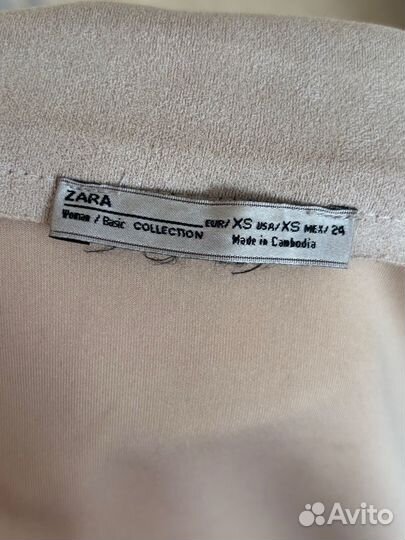 ZARA
Woman / Basic COLLECTION
EUR/XS USA/XS MEX/24
Made in Cambodia
Avito